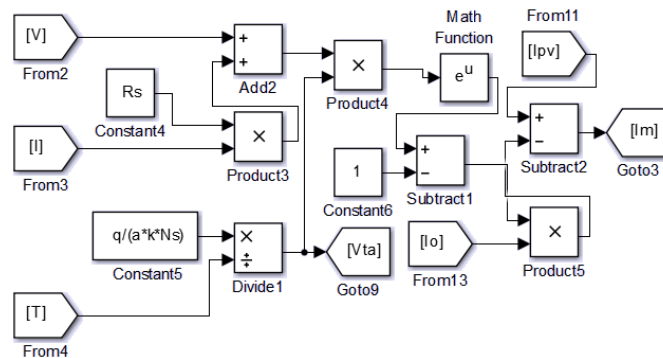 [V]
From2
+
+
Add2
×
Product4
Math
Function
e^u
From11
[Ipv]
Rs
Constant4
[I]
From3
×
Product3
1
Constant6
+
−
Subtract1
+
−
Subtract2
[Im]
Goto3
q/(a*k*Ns)
Constant5
×
÷
Divide1
[Vta]
Goto9
[Io]
From13
×
Product5
[T]
From4